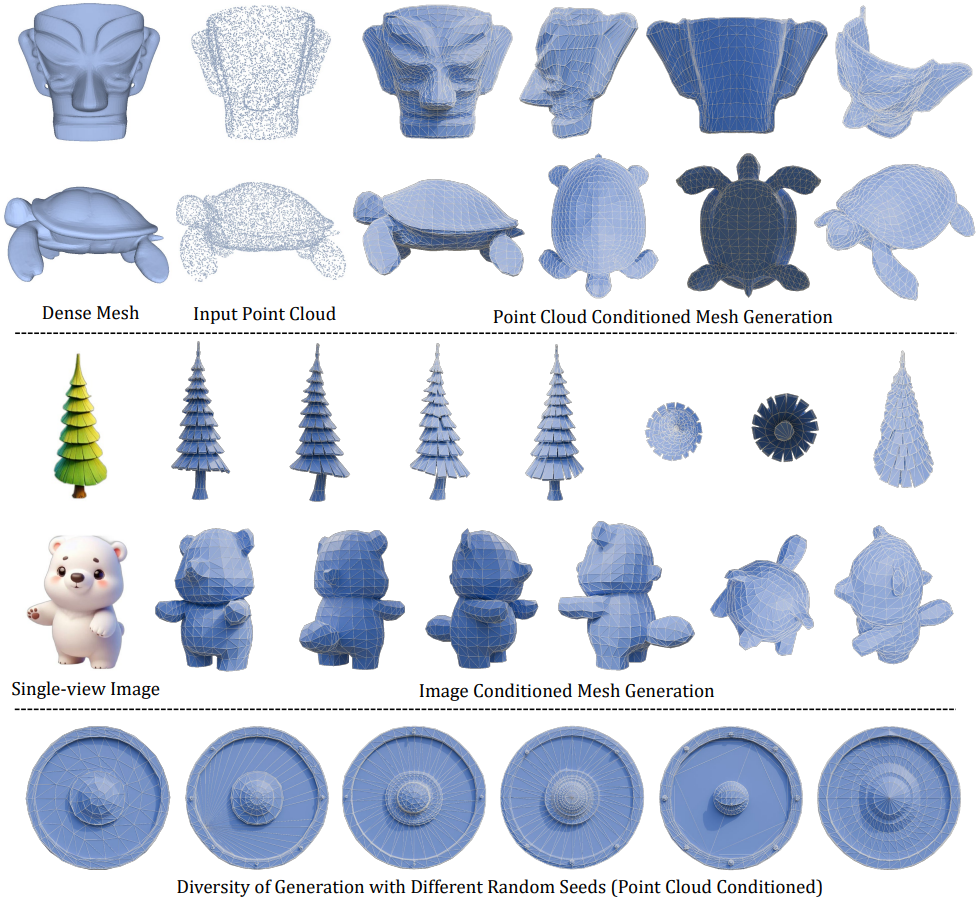 Dense Mesh
Input Point Cloud
Point Cloud Conditioned Mesh Generation
Single-view Image
Image Conditioned Mesh Generation
Diversity of Generation with Different Random Seeds (Point Cloud Conditioned)